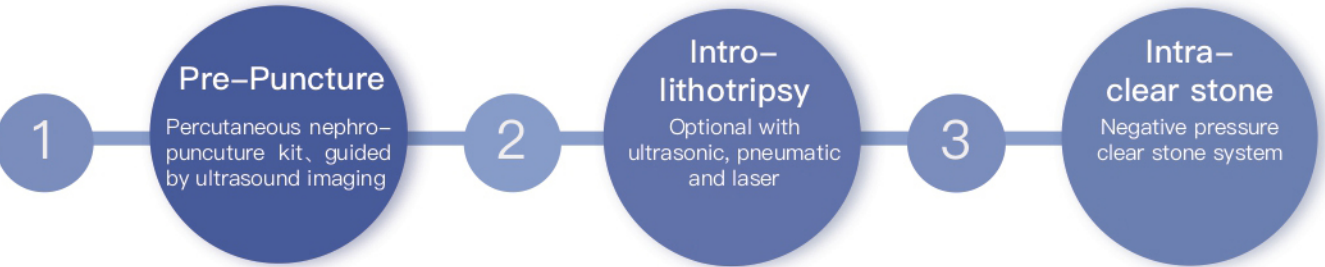 1
Pre–Puncture
Percutaneous nephro–
puncuture kit、guided
by ultrasound imaging
2
Intro–
lithotripsy
Optional with
ultrasonic, pneumatic
and laser
3
Intra–
clear stone
Negative pressure
clear stone system